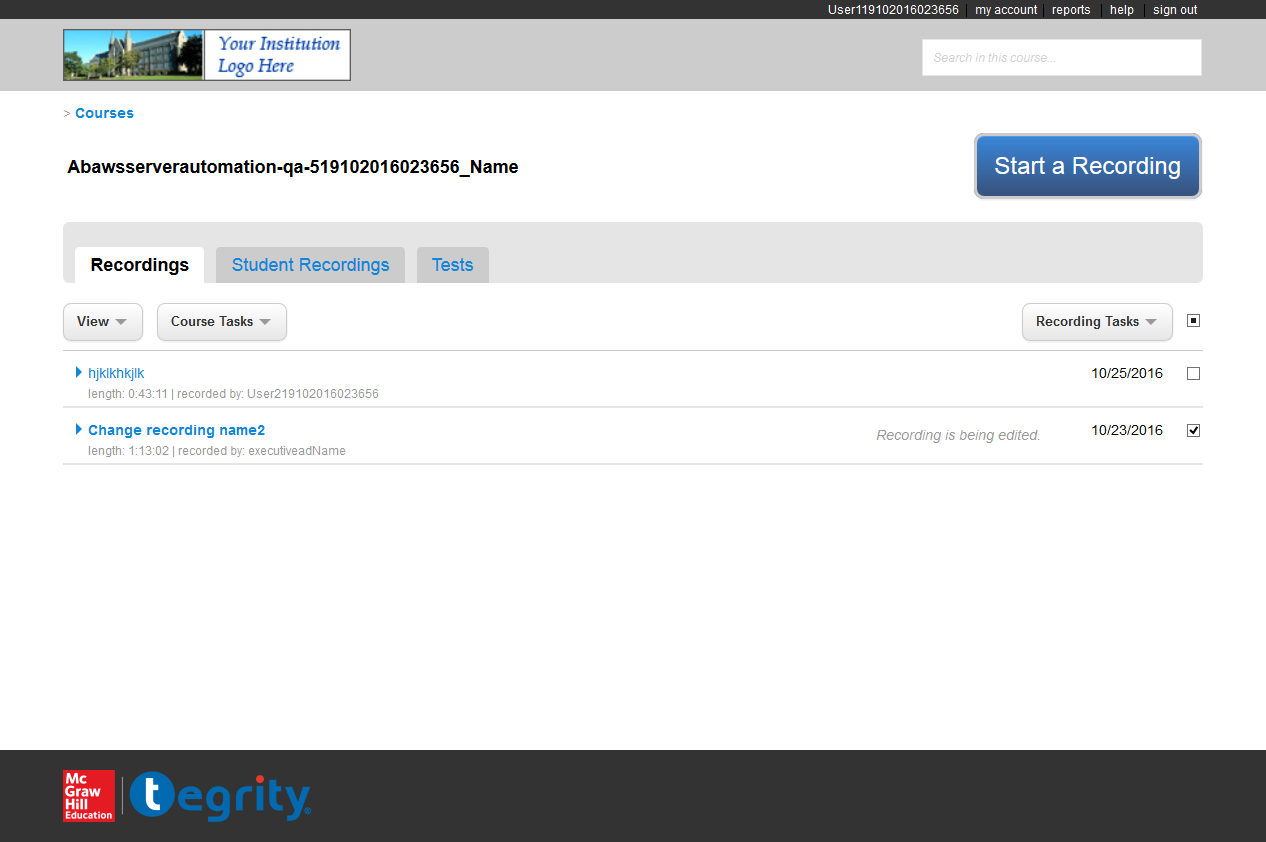 User119102016023656 my account reports help sign out
Your Institution
Logo Here
Search in this course...
> Courses
Abawsserverautomation-qa-519102016023656_Name
Start a Recording
Recordings Student Recordings Tests
View Course Tasks Recording Tasks
hjklkhkjlk 10/25/2016
length: 0:43:11 | recorded by: User219102016023656
Change recording name2 Recording is being edited. 10/23/2016
length: 1:13:02 | recorded by: executiveadName
Mc
Graw
Hill
Education
tegrity